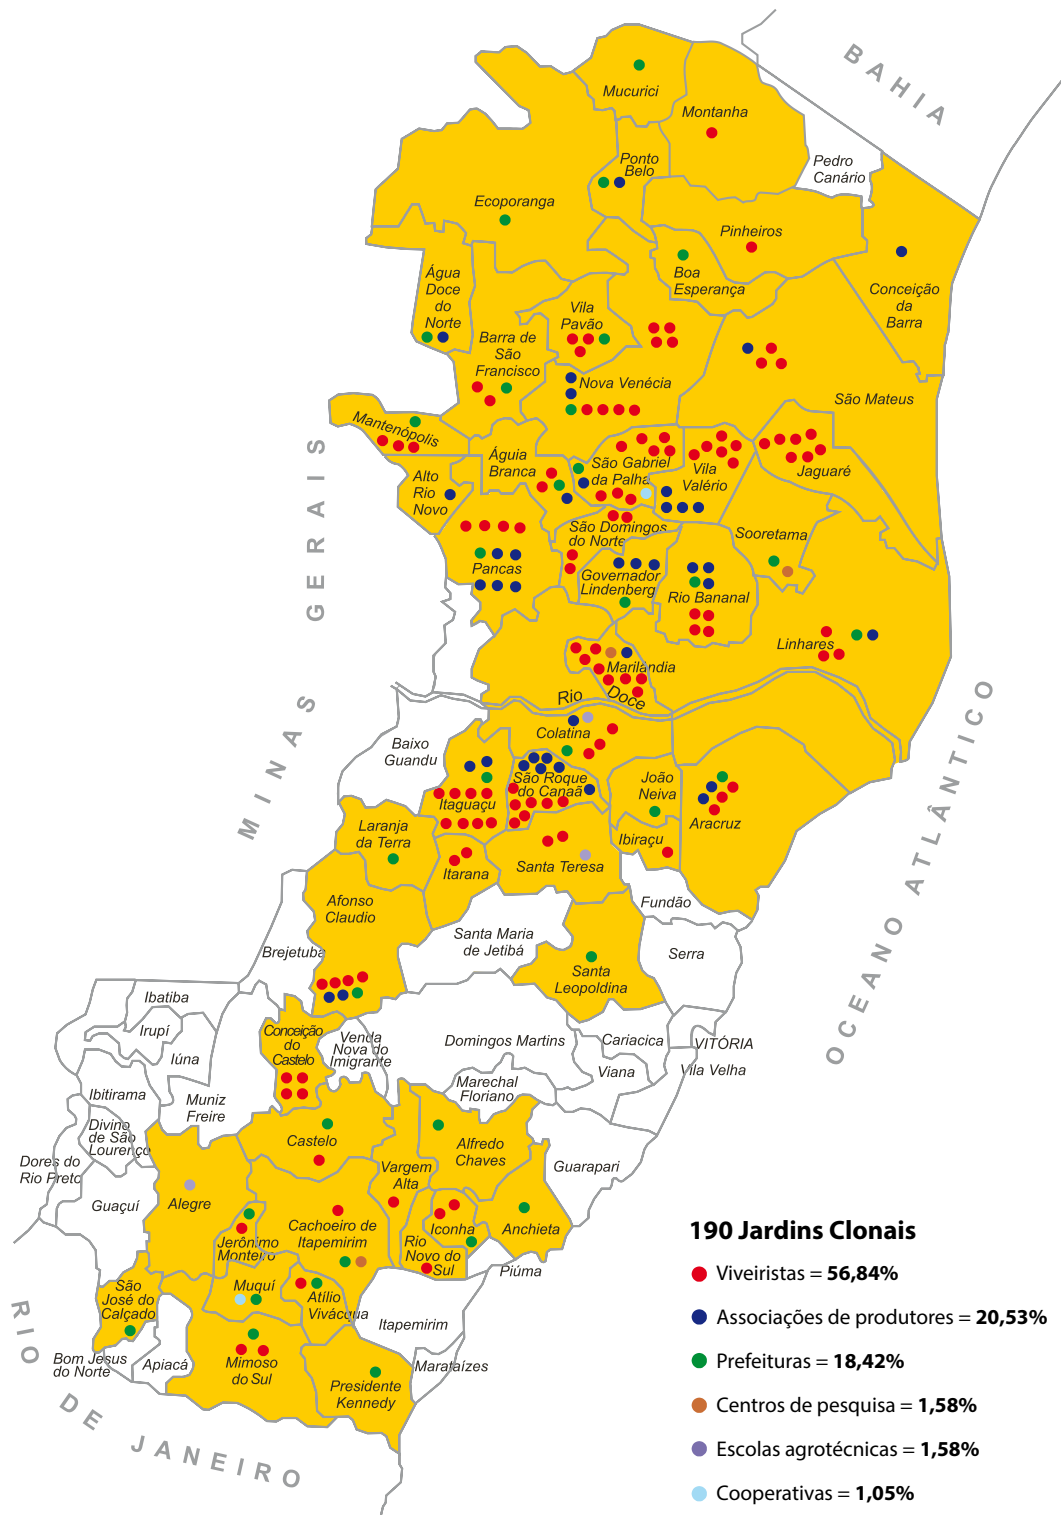 BAHIA
Mucurici
Montanha
Ponto
Belo
Pedro
Canário
Ecoporanga
Pinheiros
Boa
Esperança
Água
Doce
do
Norte
Conceição
da
Barra
Vila
Pavão
Barra de
São
Francisco
Nova Venécia
São Mateus
Mantenópolis
Águia
Branca
São Gabriel
da Palha
Vila
Valério
Jaguaré
Alto
Rio
Novo
São Domingos
do Norte
Sooretama
Pancas
Governador
Lindenberg
Rio Bananal
Linhares
Marilândia
Rio Doce
MINAS GERAIS
Colatina
Baixo
Guandu
São Roque
do Canaã
João
Neiva
Itaguaçu
Aracruz
Laranja
da Terra
Ibiraçu
Itarana
Santa Teresa
OCEANO ATLÂNTICO
Afonso
Claudio
Fundão
Santa Maria
de Jetibá
Brejetuba
Serra
Santa
Leopoldina
Ibatiba
Irupí
Conceição
do
Castelo
Venda
Nova do
Imigrante
Domingos Martins
Cariacica
VITÓRIA
Iúna
Viana
Vila Velha
Marechal
Floriano
Ibitirama
Muniz
Freire
Divino
de São
Lourenço
Castelo
Alfredo
Chaves
Dores do
Rio Preto
Vargem
Alta
Guarapari
Guaçuí
Alegre
Cachoeiro de
Itapemirim
Iconha
Anchieta
Jerônimo
Monteiro
Rio
Novo do
Sul
Piúma
São
José do
Calçado
Muquí
Atílio
Vivácqua
Itapemirim
Bom Jesus
do Norte
Apiacá
Mimoso
do Sul
Marataízes
Presidente
Kennedy
RIO DE JANEIRO
190 Jardins Clonais
Viveiristas = 56,84%
Associações de produtores = 20,53%
Prefeituras = 18,42%
Centros de pesquisa = 1,58%
Escolas agrotécnicas = 1,58%
Cooperativas = 1,05%